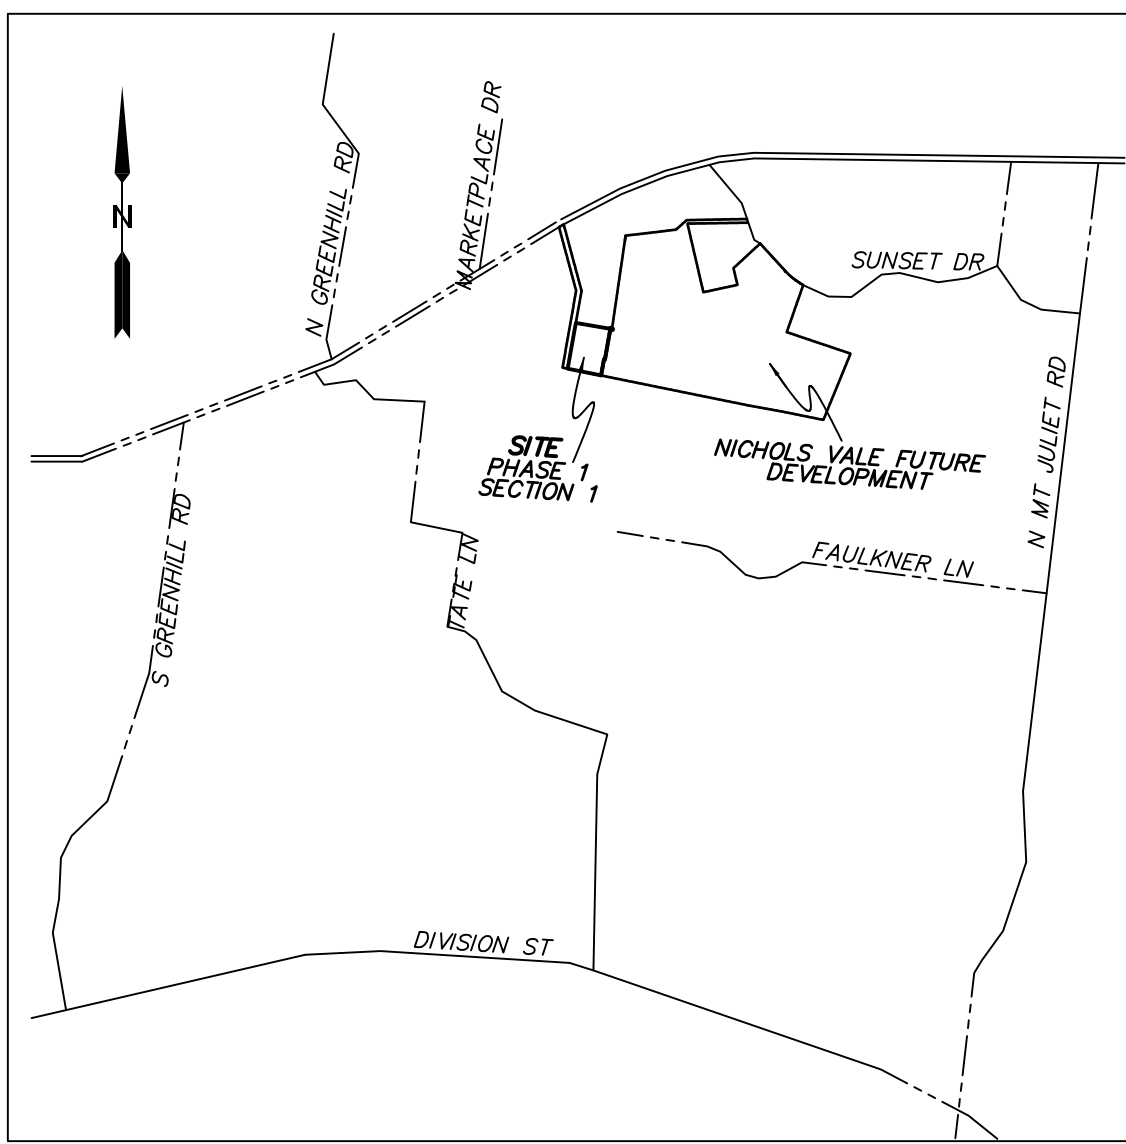 MARKETPLACE DR
N GREENHILL RD
N
SUNSET DR
N MT JULIET RD
SITE
PHASE 1
SECTION 1
NICHOLS VALE FUTURE
DEVELOPMENT
S GREENHILL RD
TATE LN
FAULKNER LN
DIVISION ST